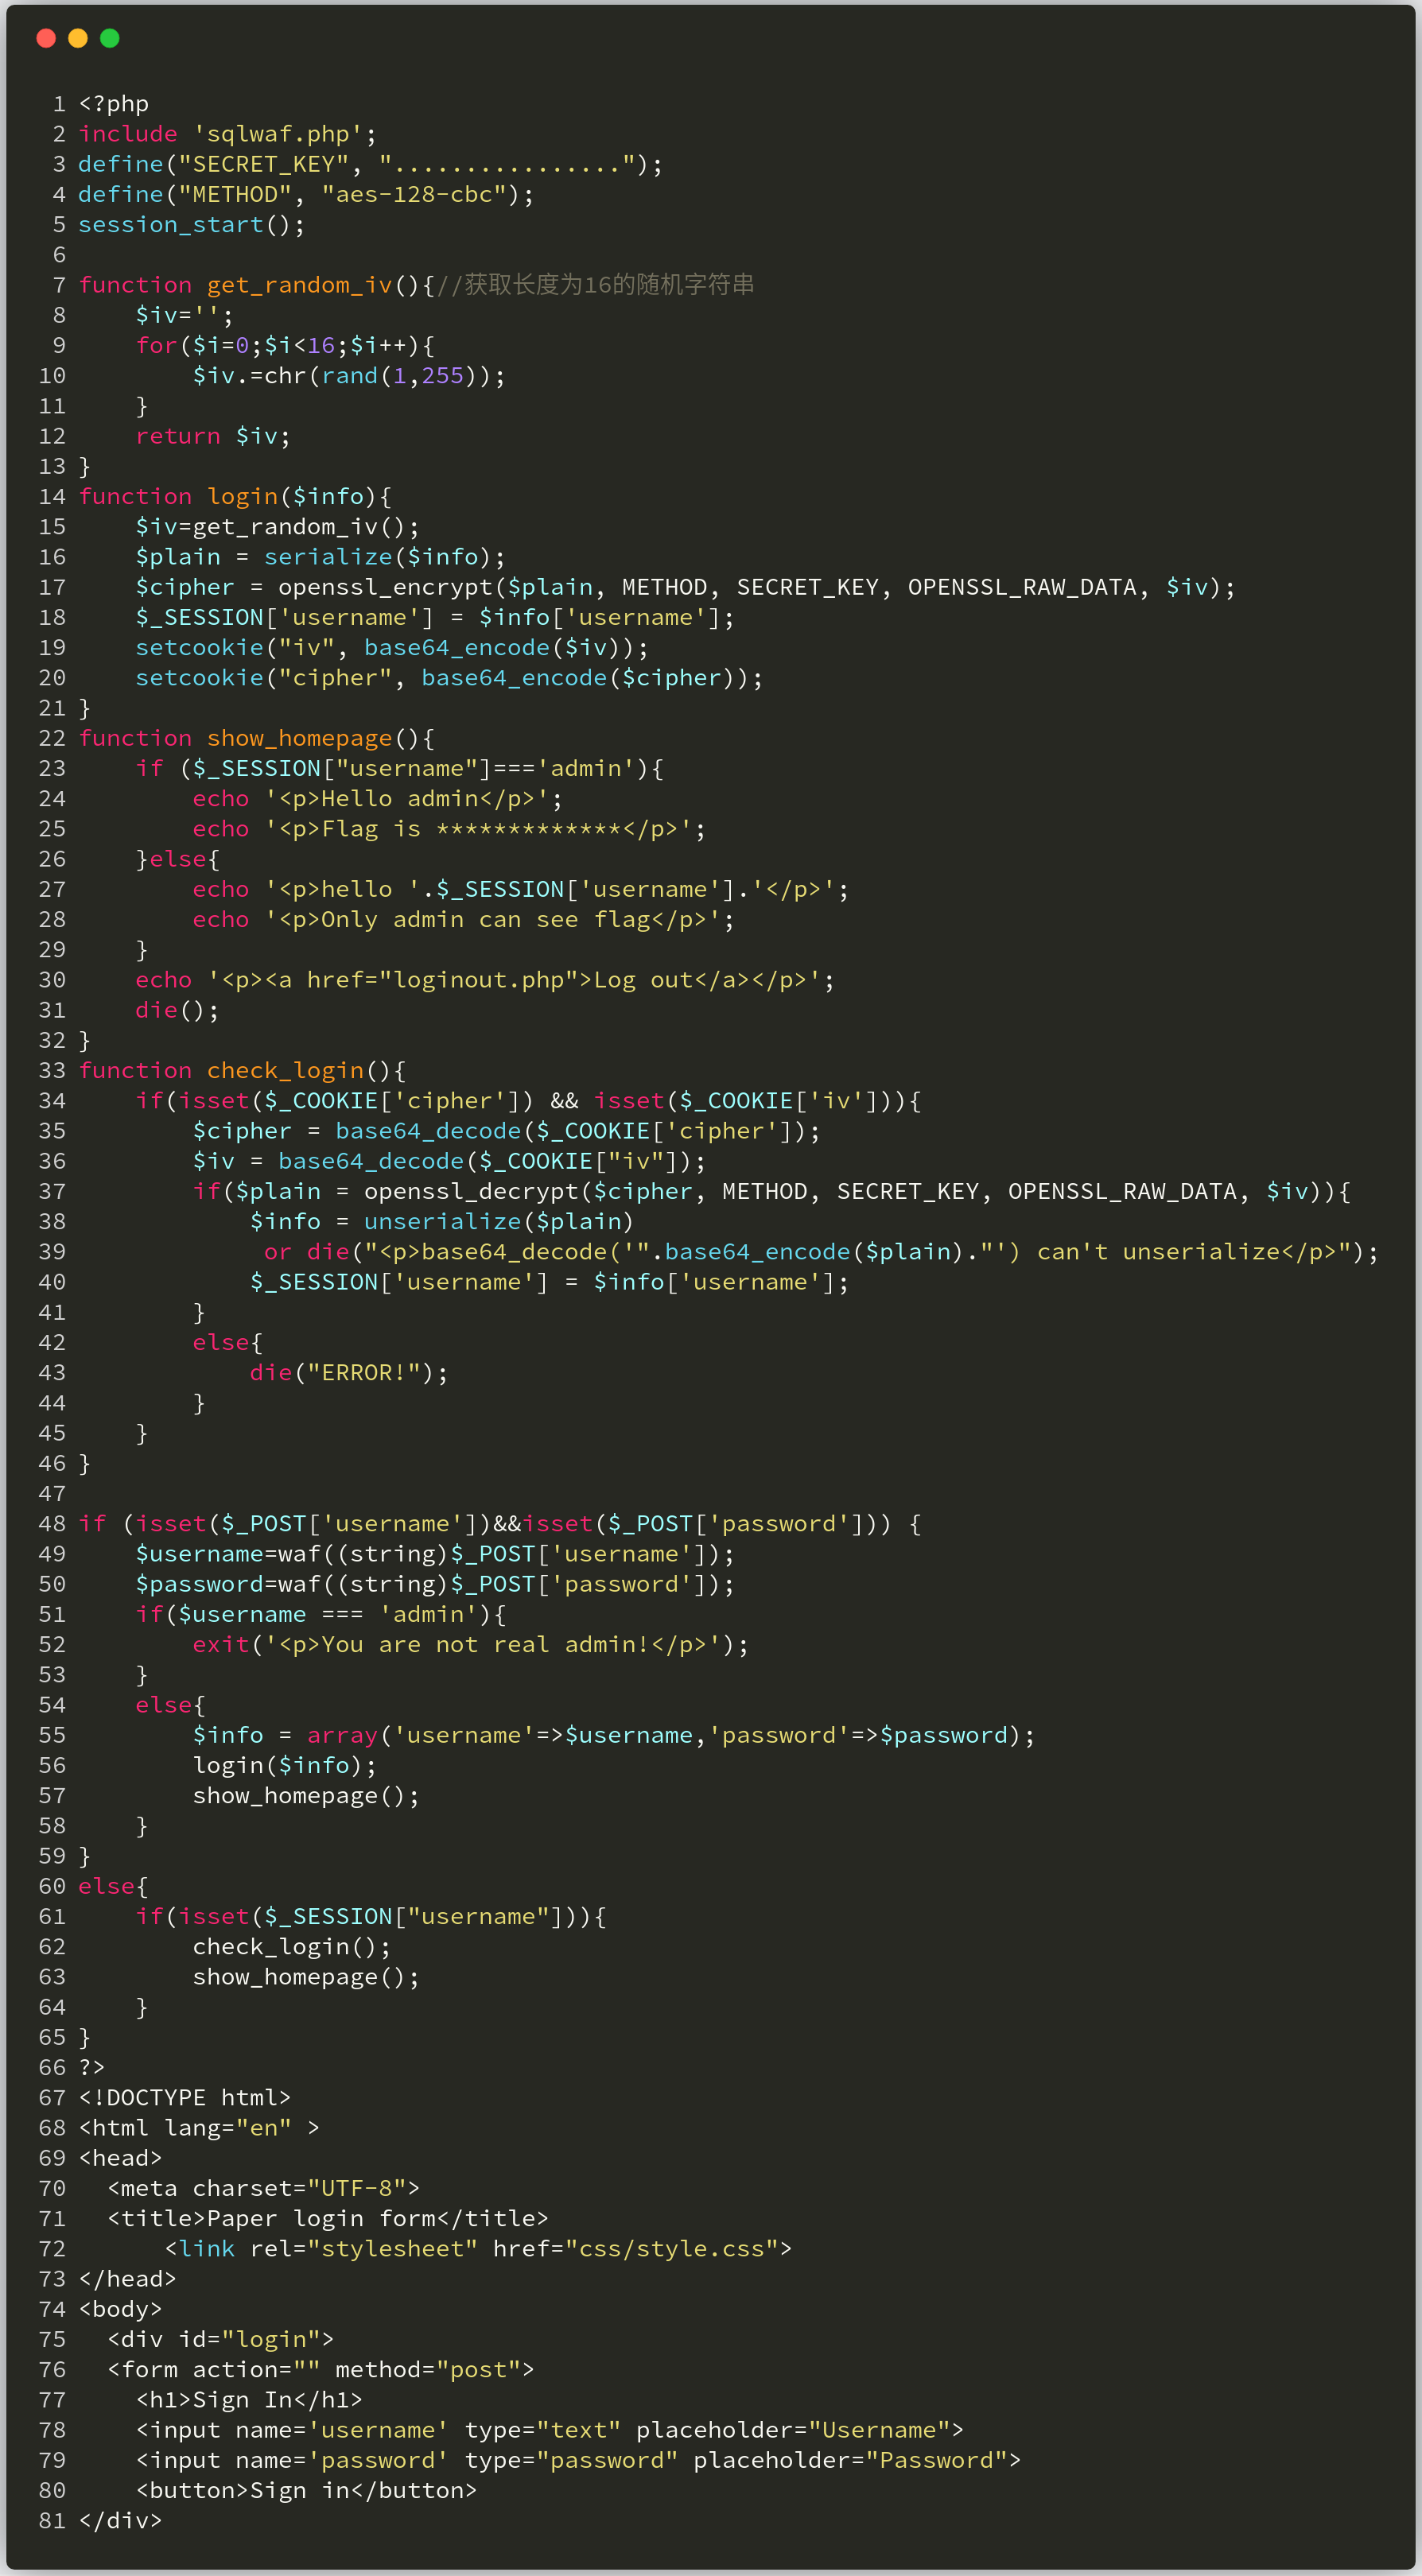 1 <?php
2 include 'sqlwaf.php';
3 define("SECRET_KEY", "................");
4 define("METHOD", "aes-128-cbc");
5 session_start();
6
7 function get_random_iv(){//获取长度为16的随机字符串
8     $iv='';
9     for($i=0;$i<16;$i++){
10         $iv.=chr(rand(1,255));
11     }
12     return $iv;
13 }
14 function login($info){
15     $iv=get_random_iv();
16     $plain = serialize($info);
17     $cipher = openssl_encrypt($plain, METHOD, SECRET_KEY, OPENSSL_RAW_DATA, $iv);
18     $_SESSION['username'] = $info['username'];
19     setcookie("iv", base64_encode($iv));
20     setcookie("cipher", base64_encode($cipher));
21 }
22 function show_homepage(){
23     if ($_SESSION["username"]==='admin'){
24         echo '<p>Hello admin</p>';
25         echo '<p>Flag is *************</p>';
26     }else{
27         echo '<p>hello '.$_SESSION['username'].'</p>';
28         echo '<p>Only admin can see flag</p>';
29     }
30     echo '<p><a href="loginout.php">Log out</a></p>';
31     die();
32 }
33 function check_login(){
34     if(isset($_COOKIE['cipher']) && isset($_COOKIE['iv'])){
35         $cipher = base64_decode($_COOKIE['cipher']);
36         $iv = base64_decode($_COOKIE["iv"]);
37         if($plain = openssl_decrypt($cipher, METHOD, SECRET_KEY, OPENSSL_RAW_DATA, $iv)){
38             $info = unserialize($plain)
39              or die("<p>base64_decode('".base64_encode($plain)."') can't unserialize</p>");
40             $_SESSION['username'] = $info['username'];
41         }
42         else{
43             die("ERROR!");
44         }
45     }
46 }
47
48 if (isset($_POST['username'])&&isset($_POST['password'])) {
49     $username=waf((string)$_POST['username']);
50     $password=waf((string)$_POST['password']);
51     if($username === 'admin'){
52         exit('<p>You are not real admin!</p>');
53     }
54     else{
55         $info = array('username'=>$username,'password'=>$password);
56         login($info);
57         show_homepage();
58     }
59 }
60 else{
61     if(isset($_SESSION["username"])){
62         check_login();
63         show_homepage();
64     }
65 }
66 ?>
67 <!DOCTYPE html>
68 <html lang="en" >
69 <head>
70   <meta charset="UTF-8">
71   <title>Paper login form</title>
72       <link rel="stylesheet" href="css/style.css">
73 </head>
74 <body>
75   <div id="login">
76   <form action="" method="post">
77     <h1>Sign In</h1>
78     <input name='username' type="text" placeholder="Username">
79     <input name='password' type="password" placeholder="Password">
80     <button>Sign in</button>
81 </div>